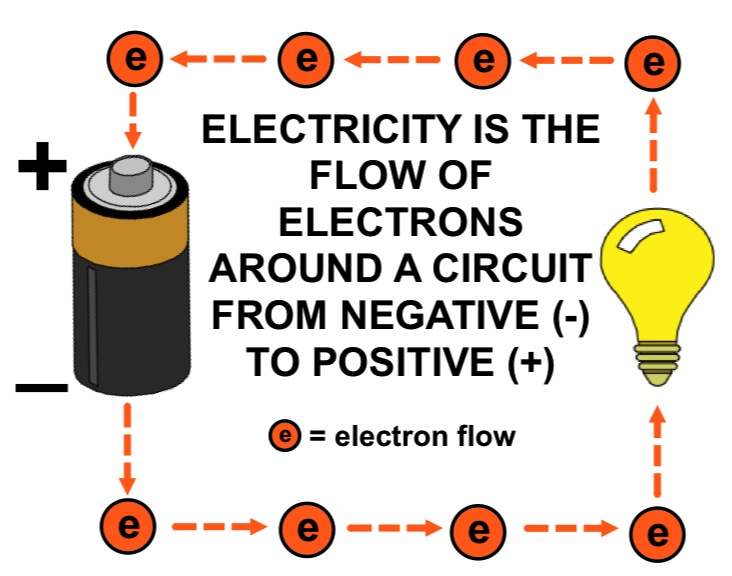 e e e e
+
ELECTRICITY IS THE
FLOW OF
ELECTRONS
AROUND A CIRCUIT
FROM NEGATIVE (-)
TO POSITIVE (+)
–
e = electron flow
e e e e